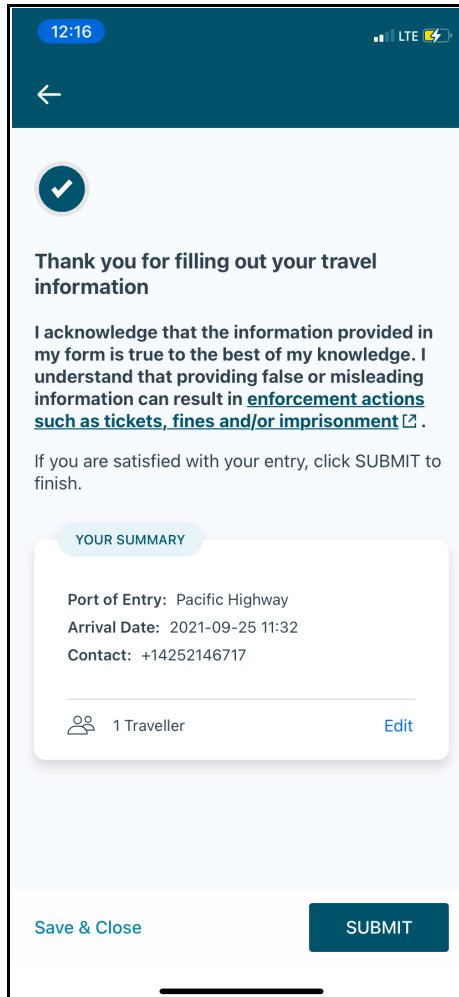 12:16
LTE
Thank you for filling out your travel
information
I acknowledge that the information provided in
my form is true to the best of my knowledge. I
understand that providing false or misleading
information can result in enforcement actions
such as tickets, fines and/or imprisonment .
If you are satisfied with your entry, click SUBMIT to
finish.
YOUR SUMMARY
Port of Entry: Pacific Highway
Arrival Date: 2021-09-25 11:32
Contact: +14252146717
1 Traveller Edit
Save & Close SUBMIT